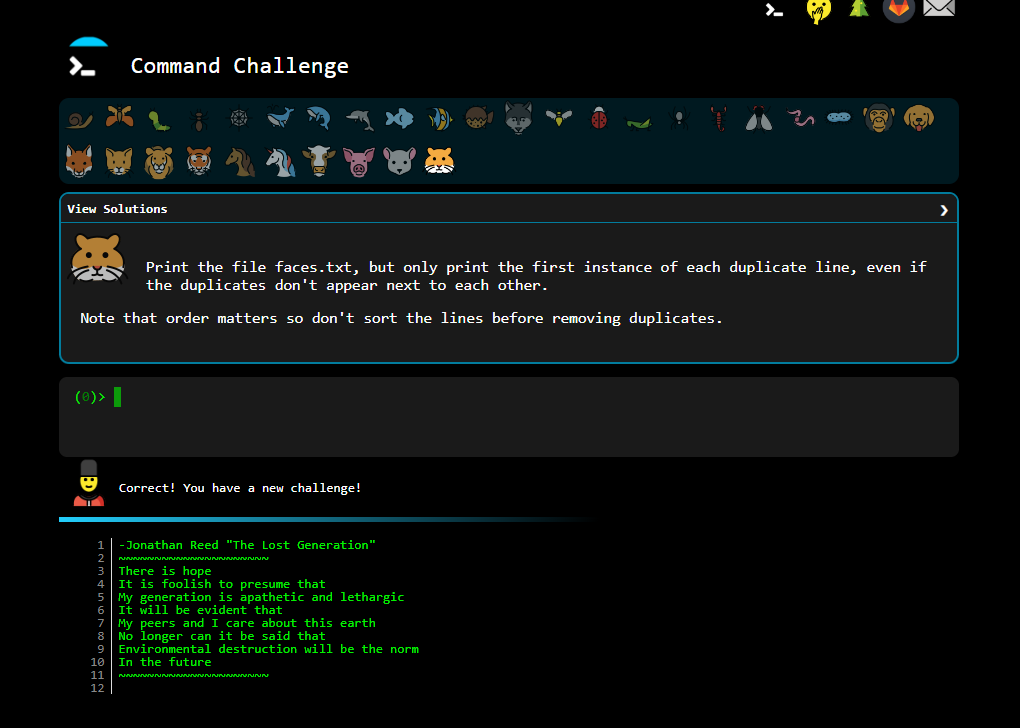 Command Challenge
View Solutions
Print the file faces.txt, but only print the first instance of each duplicate line, even if
the duplicates don't appear next to each other.
Note that order matters so don't sort the lines before removing duplicates.
(0)>
Correct! You have a new challenge!
1 -Jonathan Reed "The Lost Generation"
2 ~~~~~~~~~~~~~~~~~~~~~
3 There is hope
4 It is foolish to presume that
5 My generation is apathetic and lethargic
6 It will be evident that
7 My peers and I care about this earth
8 No longer can it be said that
9 Environmental destruction will be the norm
10 In the future
11 ~~~~~~~~~~~~~~~~~~~~~
12